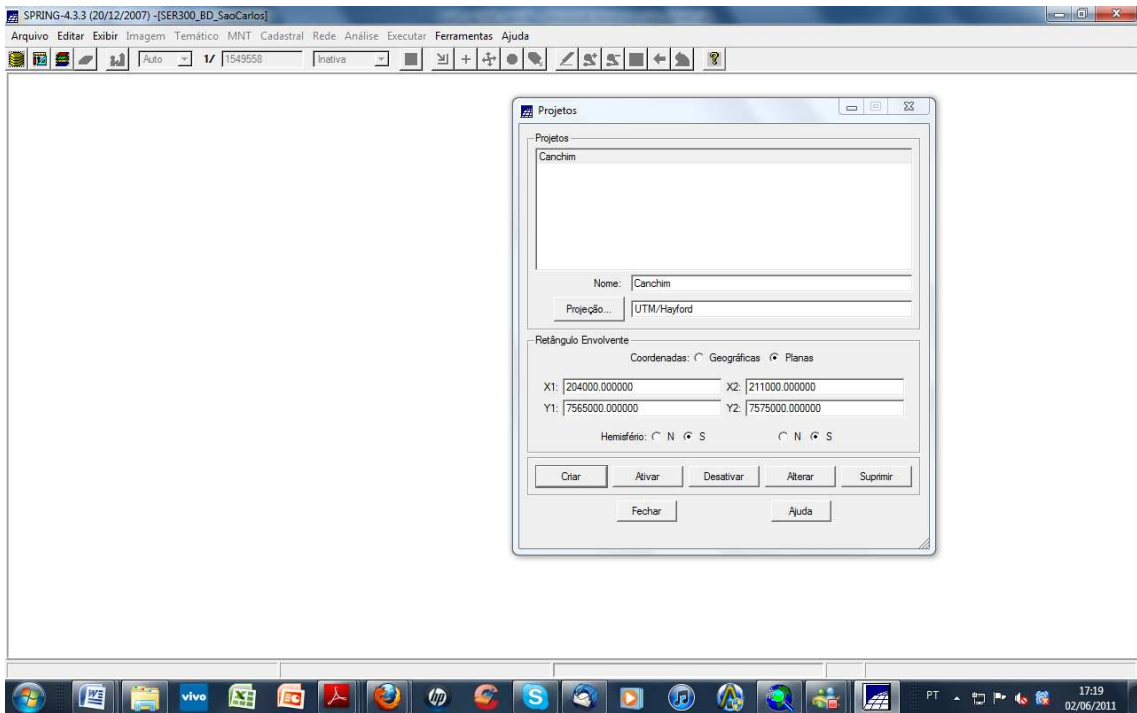 SPRING-4.3.3 (20/12/2007) -[SER300_BD_SaoCarlos]
Arquivo Editar Exibir Imagem Temático MNT Cadastral Rede Análise Executar Ferramentas Ajuda
Auto 1/ 1549558 Inativa
Projetos
Projetos
Canchim
Nome: Canchim
Projeção... UTM/Hayford
Retângulo Envolvente
Coordenadas: Geográficas Planas
X1: 204000.000000 X2: 211000.000000
Y1: 7565000.000000 Y2: 7575000.000000
Hemisfério: N S N S
Criar Ativar Desativar Alterar Suprimir
Fechar Ajuda
vivo hp S PT 17:19
02/06/2011